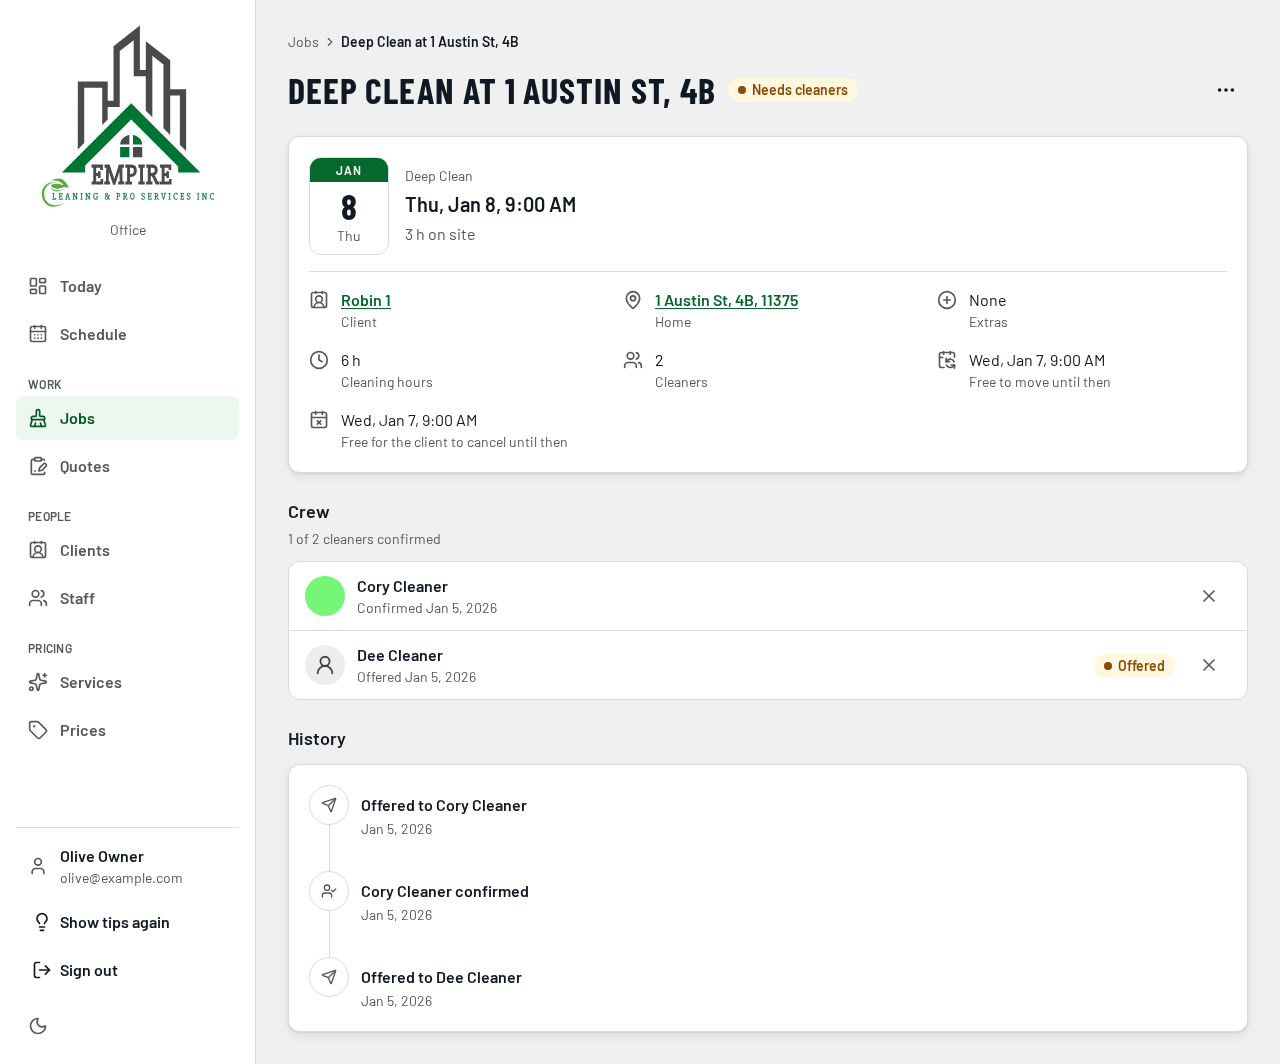 EMPIRE
LEANING & PRO SERVICES INC
Office
Today
Schedule
WORK
Jobs
Quotes
PEOPLE
Clients
Staff
PRICING
Services
Prices
Olive Owner
olive@example.com
Show tips again
Sign out
Jobs > Deep Clean at 1 Austin St, 4B
DEEP CLEAN AT 1 AUSTIN ST, 4B
Needs cleaners
JAN
8
Thu
Deep Clean
Thu, Jan 8, 9:00 AM
3 h on site
Robin 1
Client
1 Austin St, 4B, 11375
Home
None
Extras
6 h
Cleaning hours
2
Cleaners
Wed, Jan 7, 9:00 AM
Free to move until then
Wed, Jan 7, 9:00 AM
Free for the client to cancel until then
Crew
1 of 2 cleaners confirmed
Cory Cleaner
Confirmed Jan 5, 2026
Dee Cleaner
Offered Jan 5, 2026
Offered
History
Offered to Cory Cleaner
Jan 5, 2026
Cory Cleaner confirmed
Jan 5, 2026
Offered to Dee Cleaner
Jan 5, 2026